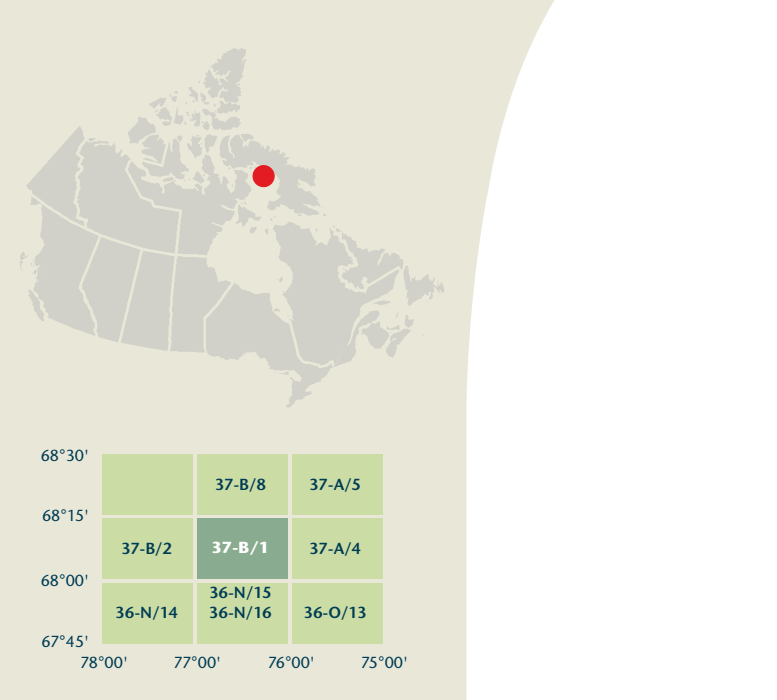 68°30'
37-B/8
37-A/5
68°15'
37-B/2
37-B/1
37-A/4
68°00'
36-N/15
36-N/14
36-N/16
36-O/13
67°45'
78°00'
77°00'
76°00'
75°00'